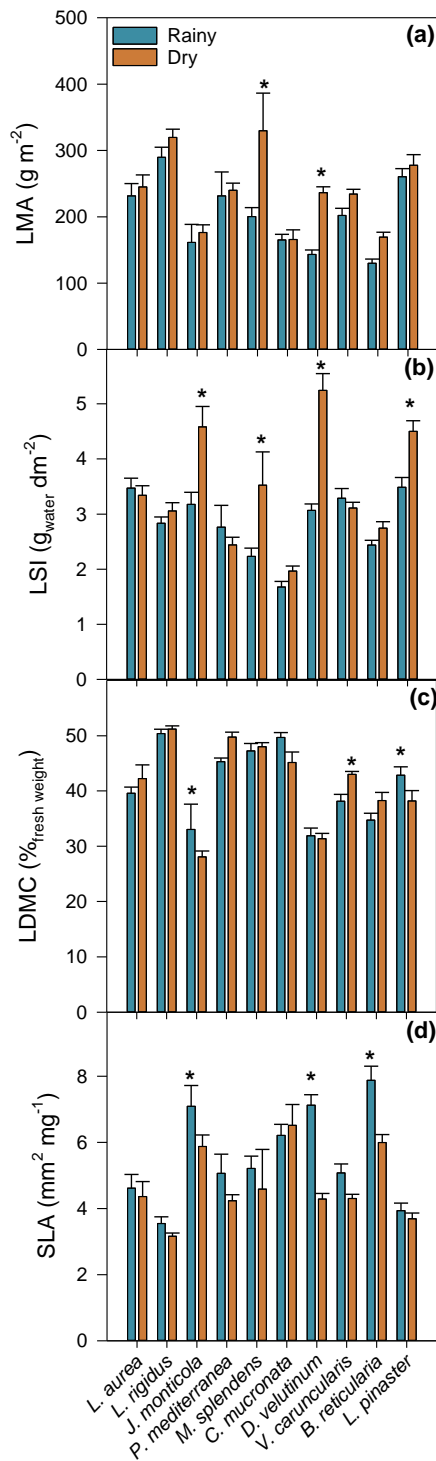 500
Rainy
(a)
Dry
400
*
300
*
200
100
0
LMA (g m-2)
(b)
*
5
*
*
4
*
3
2
1
0
LSI (gwater dm-2)
(c)
50
*
*
40
*
30
20
10
0
LDMC (%fresh weight)
(d)
8
*
*
*
6
4
2
0
SLA (mm2 mg-1)
L. aurea
L. rigidus
J. monticola
P. mediterranea
M. splendens
C. mucronata
D. velutinum
V. caruncularis
B. reticularia
L. pinaster